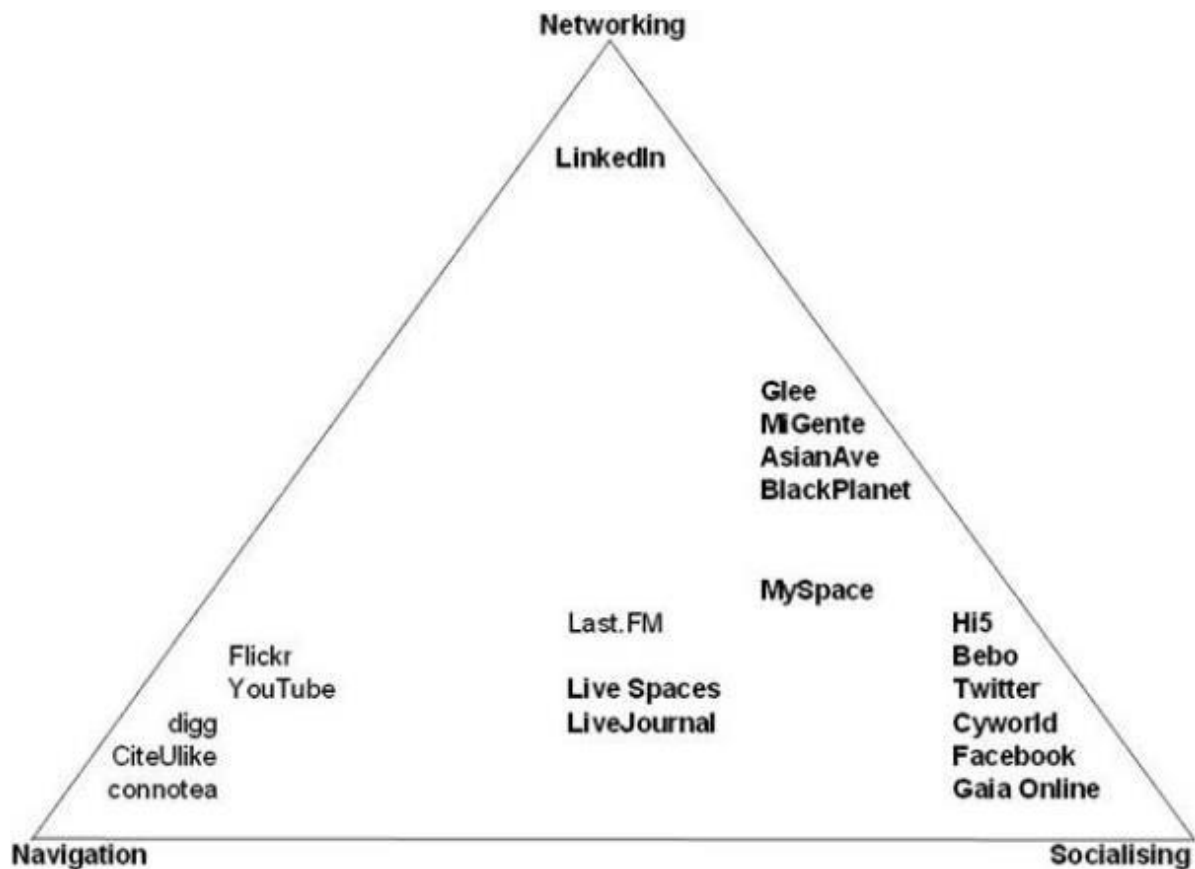 Networking
LinkedIn
Glee
MiGente
AsianAve
BlackPlanet
MySpace
Last.FM
Hi5
Flickr
Bebo
YouTube
Live Spaces
Twitter
digg
LiveJournal
Cyworld
CiteUlike
Facebook
connotea
Gaia Online
Navigation
Socialising